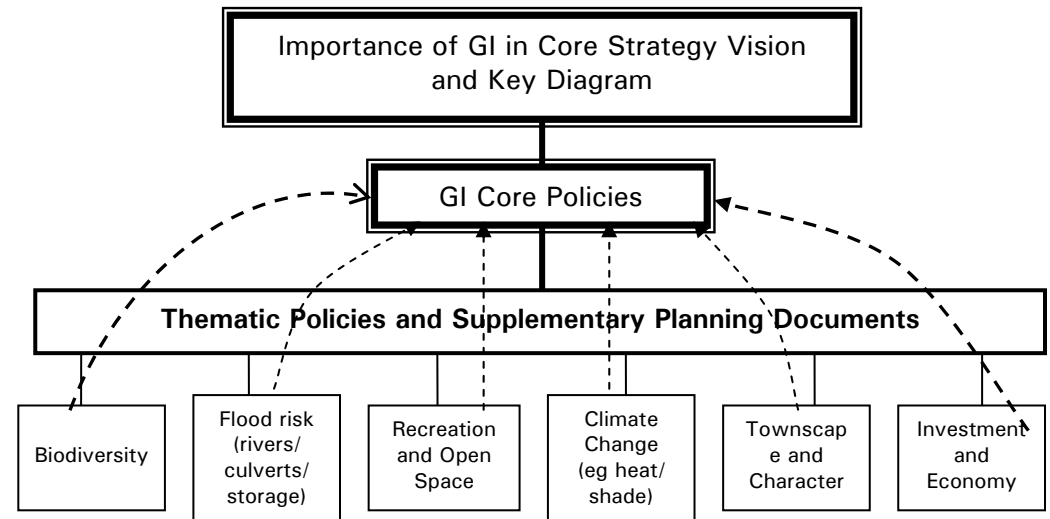 Importance of GI in Core Strategy Vision
and Key Diagram
GI Core Policies
Thematic Policies and Supplementary Planning Documents
Biodiversity
Flood risk
(rivers/
culverts/
storage)
Recreation
and Open
Space
Climate
Change
(eg heat/
shade)
Townscap
e and
Character
Investment
and
Economy